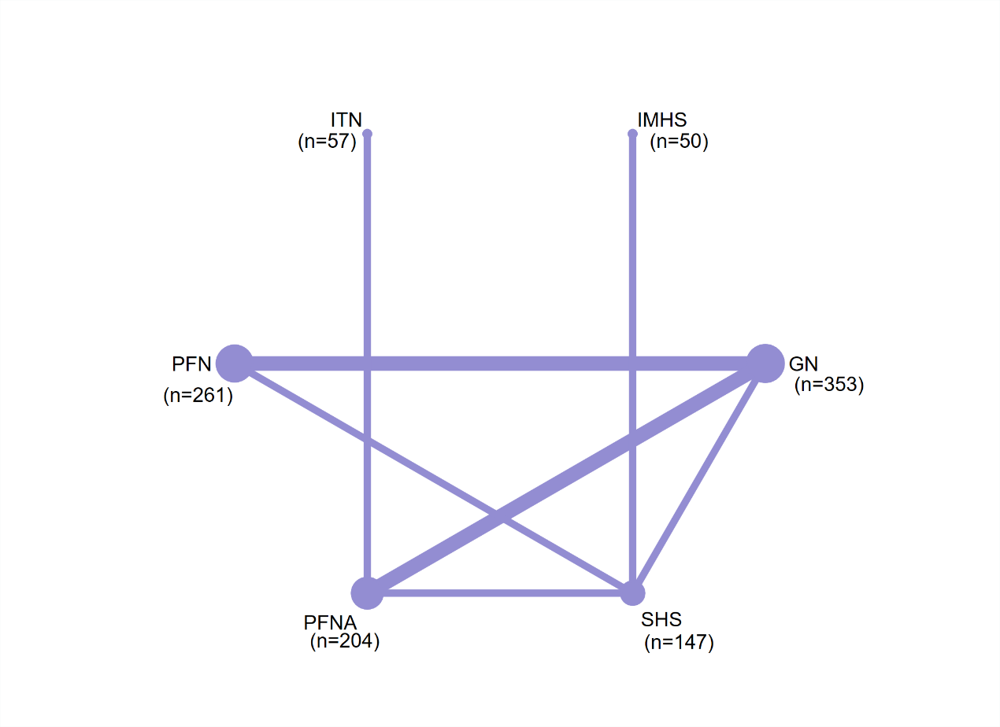 ITN
(n=57)
IMHS
(n=50)
PFN
(n=261)
GN
(n=353)
PFNA
(n=204)
SHS
(n=147)